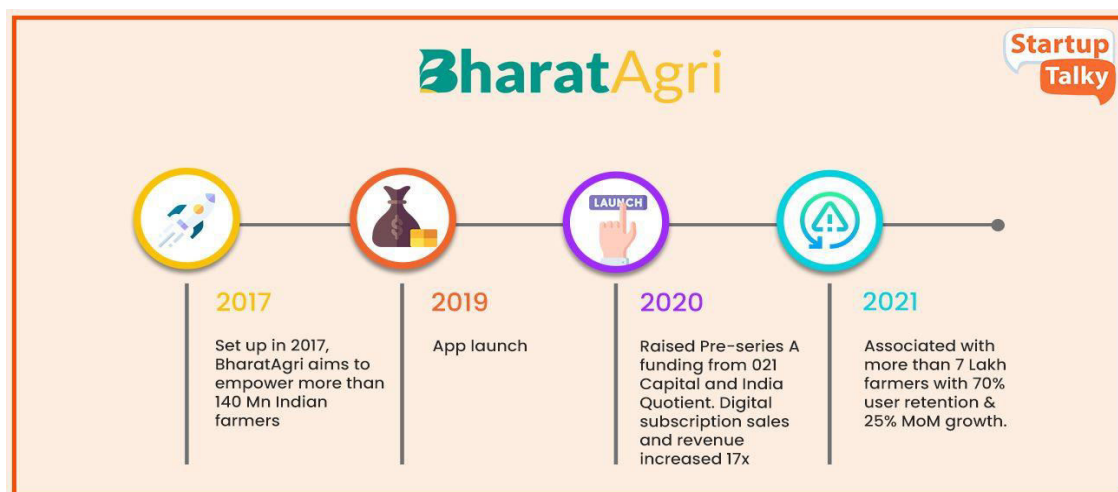 BharatAgri
Startup
Talky
LAUNCH
2017
Set up in 2017,
BharatAgri aims to
empower more than
140 Mn Indian
farmers
2019
App launch
2020
Raised Pre-series A
funding from 021
Capital and India
Quotient. Digital
subscription sales
and revenue
increased 17x
2021
Associated with
more than 7 Lakh
farmers with 70%
user retention &
25% MoM growth.